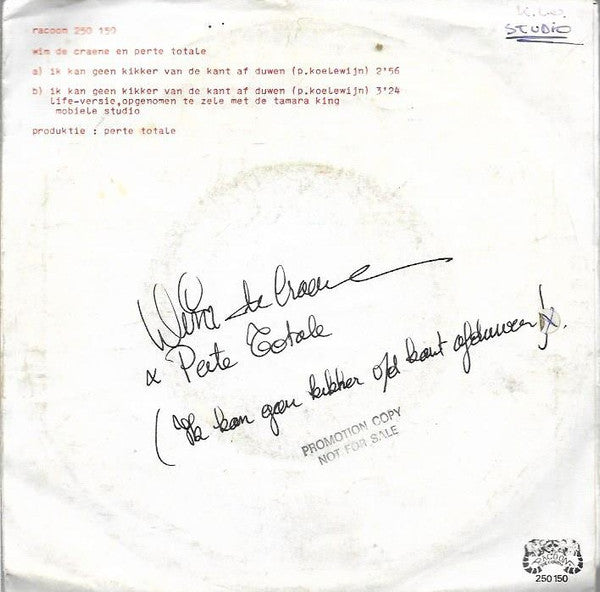 racoon 250 150
wim de craene en perte totale
a) ik kan geen kikker van de kant af duwen (p.koelewijn) 2'56
b) ik kan geen kikker van de kant af duwen (p.koelewijn) 3'24
life-versie,opgenomen te zele met de tamara king
mobiele studio
produktie : perte totale
STUDIO
Wim de Craene
& Perte Totale
(Ik kan geen kikker v/d kant afduwen)!
PROMOTION COPY
NOT FOR SALE
RACOON
250 150